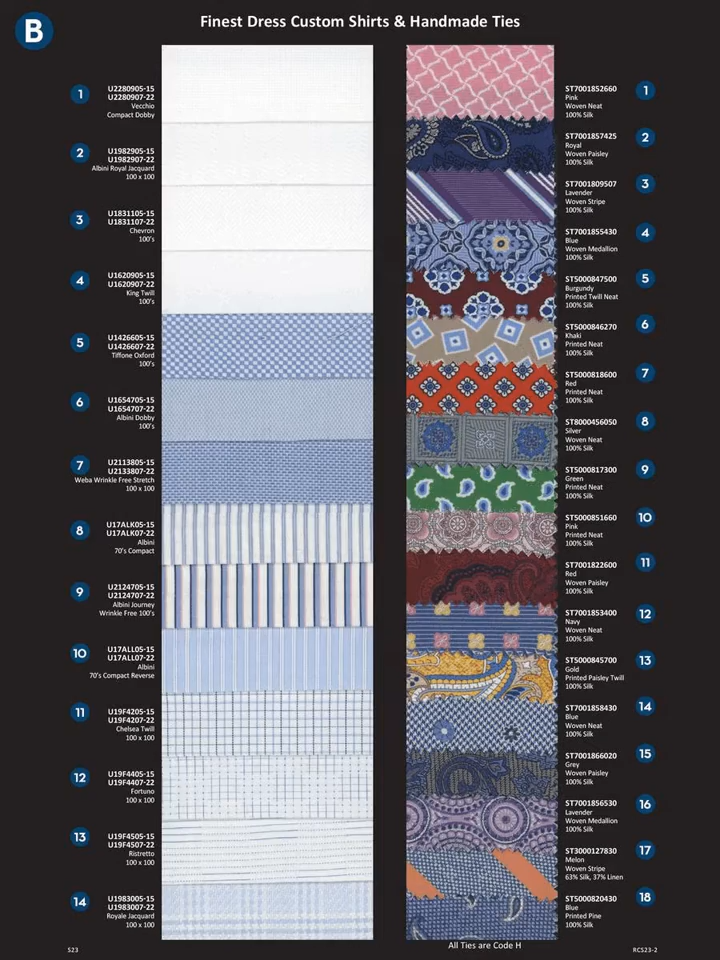 B
Finest Dress Custom Shirts & Handmade Ties
1
U2280905-15
U2280907-22
Vecchio
Compact Dobby
2
U1982905-15
U1982907-22
Albini Royal Jacquard
100 x 100
3
U1831105-15
U1831107-22
Chevron
100's
4
U1620905-15
U1620907-22
King Twill
100's
5
U1426605-15
U1426607-22
Tiffone Oxford
100's
6
U1654705-15
U1654707-22
Albini Dobby
100's
7
U2113805-15
U2133807-22
Weba Wrinkle Free Stretch
100 x 100
8
U17ALK05-15
U17ALK07-22
Albini
70's Compact
9
U2124705-15
U2124707-22
Albini Journey
Wrinkle Free 100's
10
U17ALL05-15
U17ALL07-22
Albini
70's Compact Reverse
11
U19F4205-15
U19F4207-22
Chelsea Twill
100 x 100
12
U19F4405-15
U19F4407-22
Fortuno
100 x 100
13
U19F4505-15
U19F4507-22
Ristretto
100 x 100
14
U1983005-15
U1983007-22
Royale Jacquard
100 x 100
S23
ST7001852660
Pink
Woven Neat
100% Silk
1
ST7001857425
Royal
Woven Paisley
100% Silk
2
ST7001809507
Lavender
Woven Stripe
100% Silk
3
ST7001855430
Blue
Woven Medallion
100% Silk
4
ST5000847500
Burgundy
Printed Twill Neat
100% Silk
5
ST5000846270
Khaki
Printed Neat
100% Silk
6
ST5000818600
Red
Printed Neat
100% Silk
7
ST8000456050
Silver
Woven Neat
100% Silk
8
ST5000817300
Green
Printed Neat
100% Silk
9
ST5000851660
Pink
Printed Neat
100% Silk
10
ST7001822600
Red
Woven Paisley
100% Silk
11
ST7001853400
Navy
Woven Neat
100% Silk
12
ST5000845700
Gold
Printed Paisley Twill
100% Silk
13
ST7001858430
Blue
Woven Neat
100% Silk
14
ST7001866020
Grey
Woven Paisley
100% Silk
15
ST7001856530
Lavender
Woven Medallion
100% Silk
16
ST3000127830
Melon
Woven Stripe
63% Silk, 37% Linen
17
ST5000820430
Blue
Printed Pine
100% Silk
18
All Ties are Code H
RCS23-2